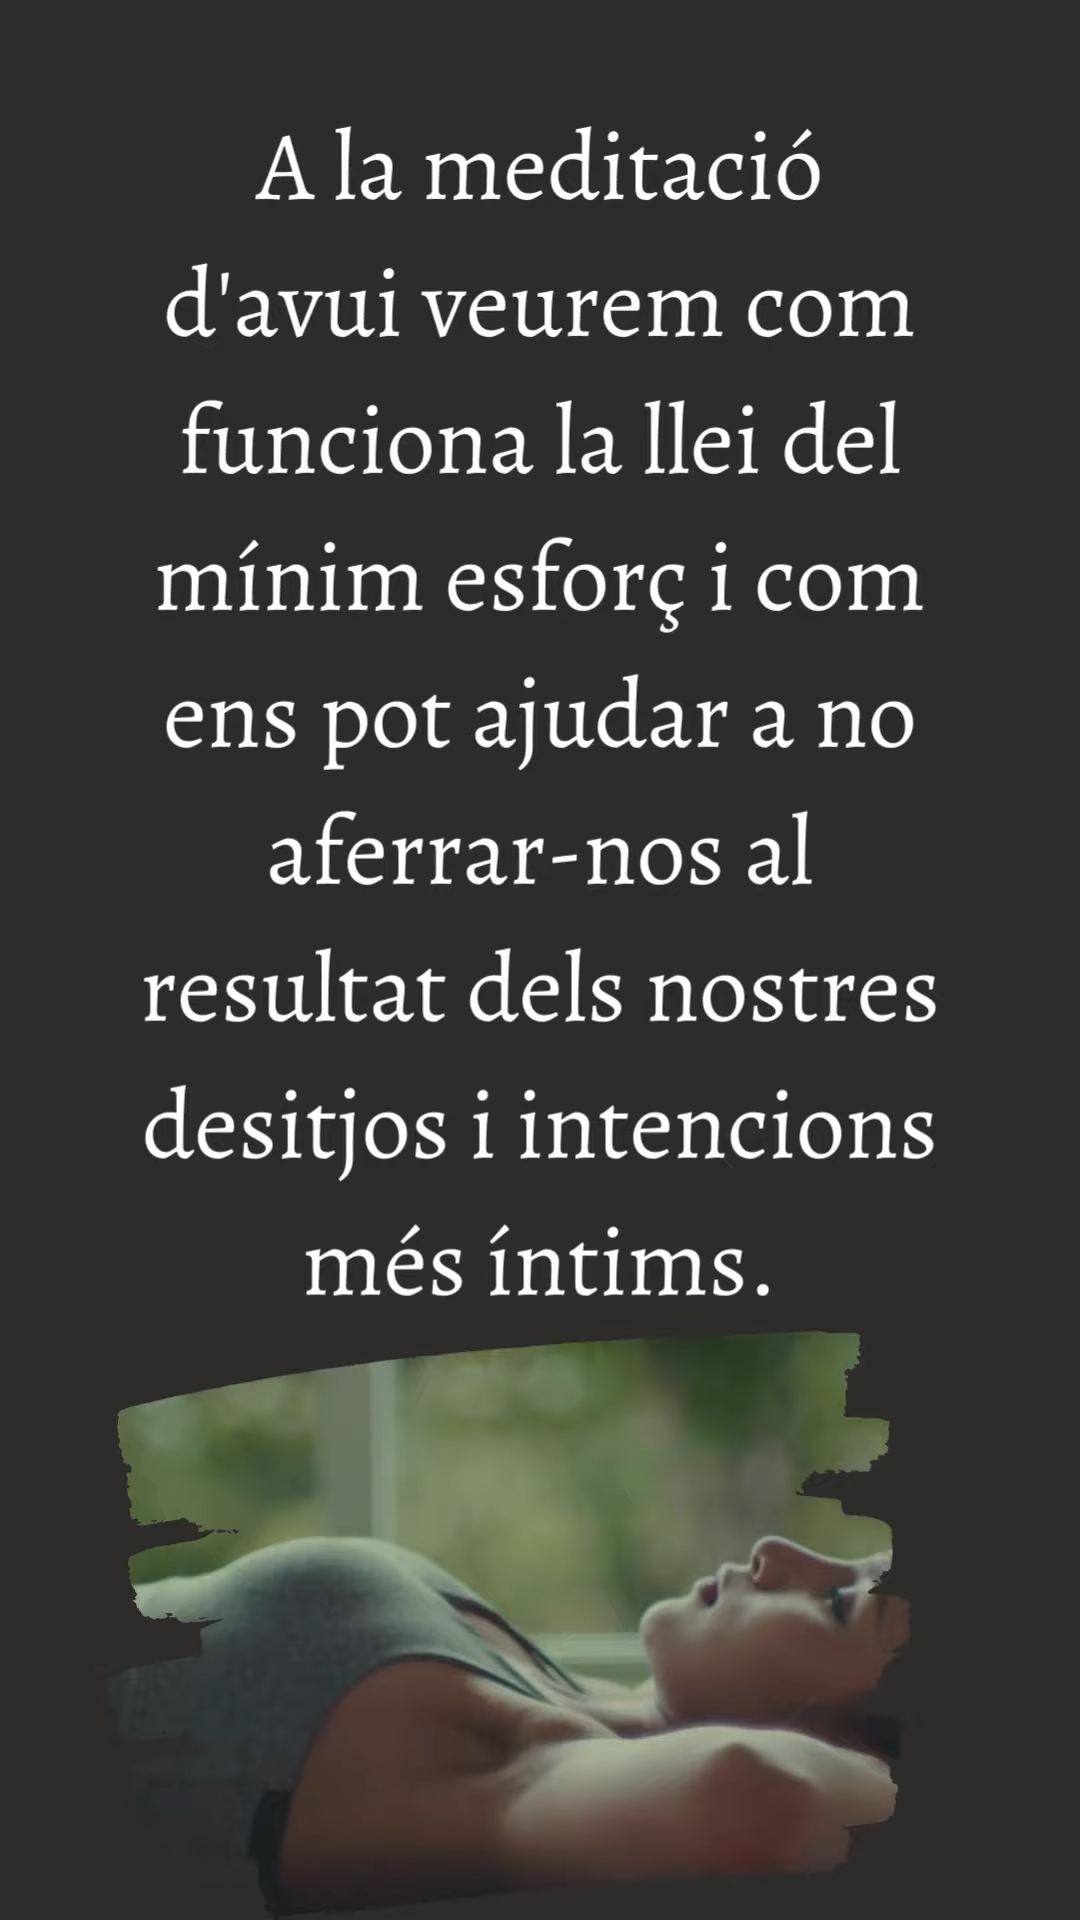 A la meditació
d'avui veurem com
funciona la llei del
mínim esforç i com
ens pot ajudar a no
aferrar-nos al
resultat dels nostres
desitjos i intencions
més íntims.